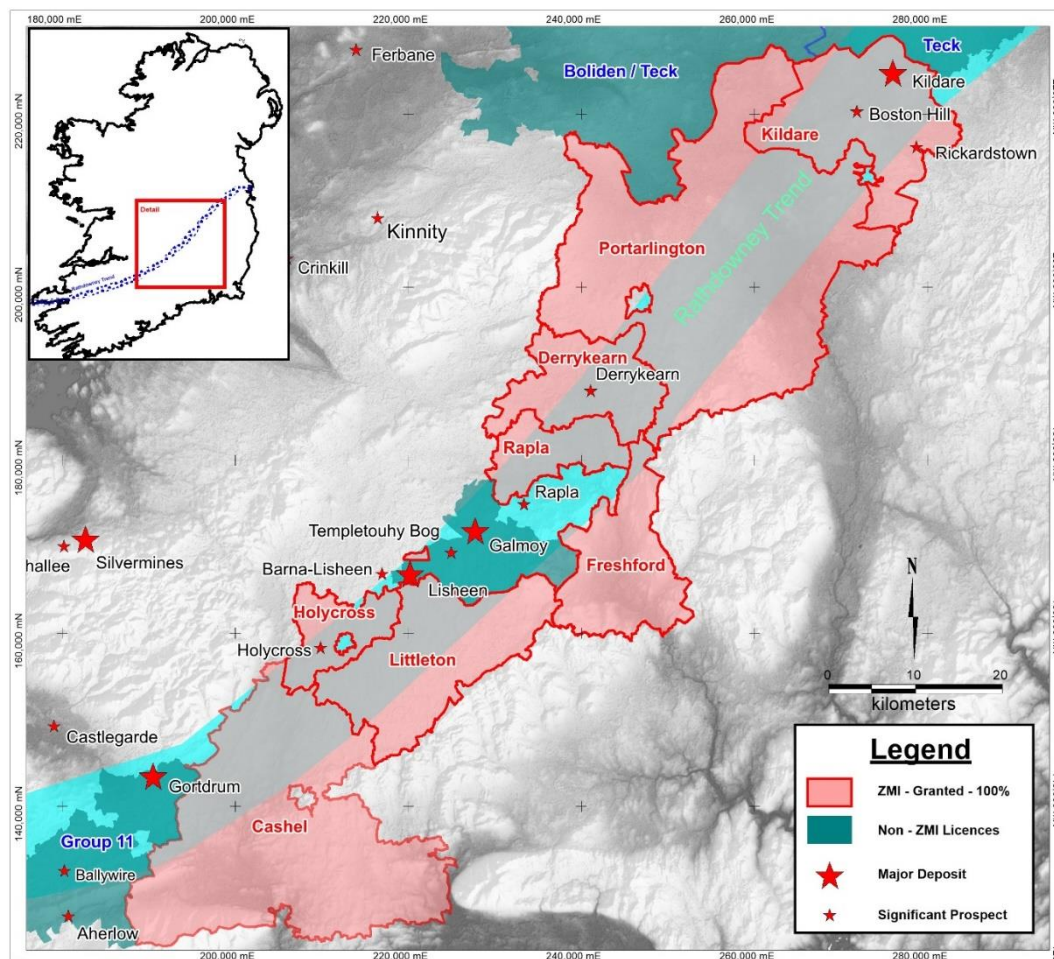 180,000 mE
200,000 mE
220,000 mE
240,000 mE
260,000 mE
280,000 mE
Detail
Rathdowney Trend
Ferbane
Boliden / Teck
Teck
Kildare
Boston Hill
Kildare
Rickardstown
Kinnity
Crinkill
Portarlington
Rathdowney Trend
Derrykearn
Derrykearn
Rapla
Rapla
Templetouhy Bog
Galmoy
Silvermines
hallee
Barna-Lisheen
Lisheen
Freshford
Holycross
Holycross
Littleton
Castlegarde
Gortdrum
Cashel
Group 11
Ballywire
Aherlow
N
0
10
20
kilometers
Legend
ZMI - Granted - 100%
Non - ZMI Licences
Major Deposit
Significant Prospect
220,000 mN
200,000 mN
180,000 mN
160,000 mN
140,000 mN
180,000 mE
200,000 mE
220,000 mE
240,000 mE
260,000 mE
280,000 mE